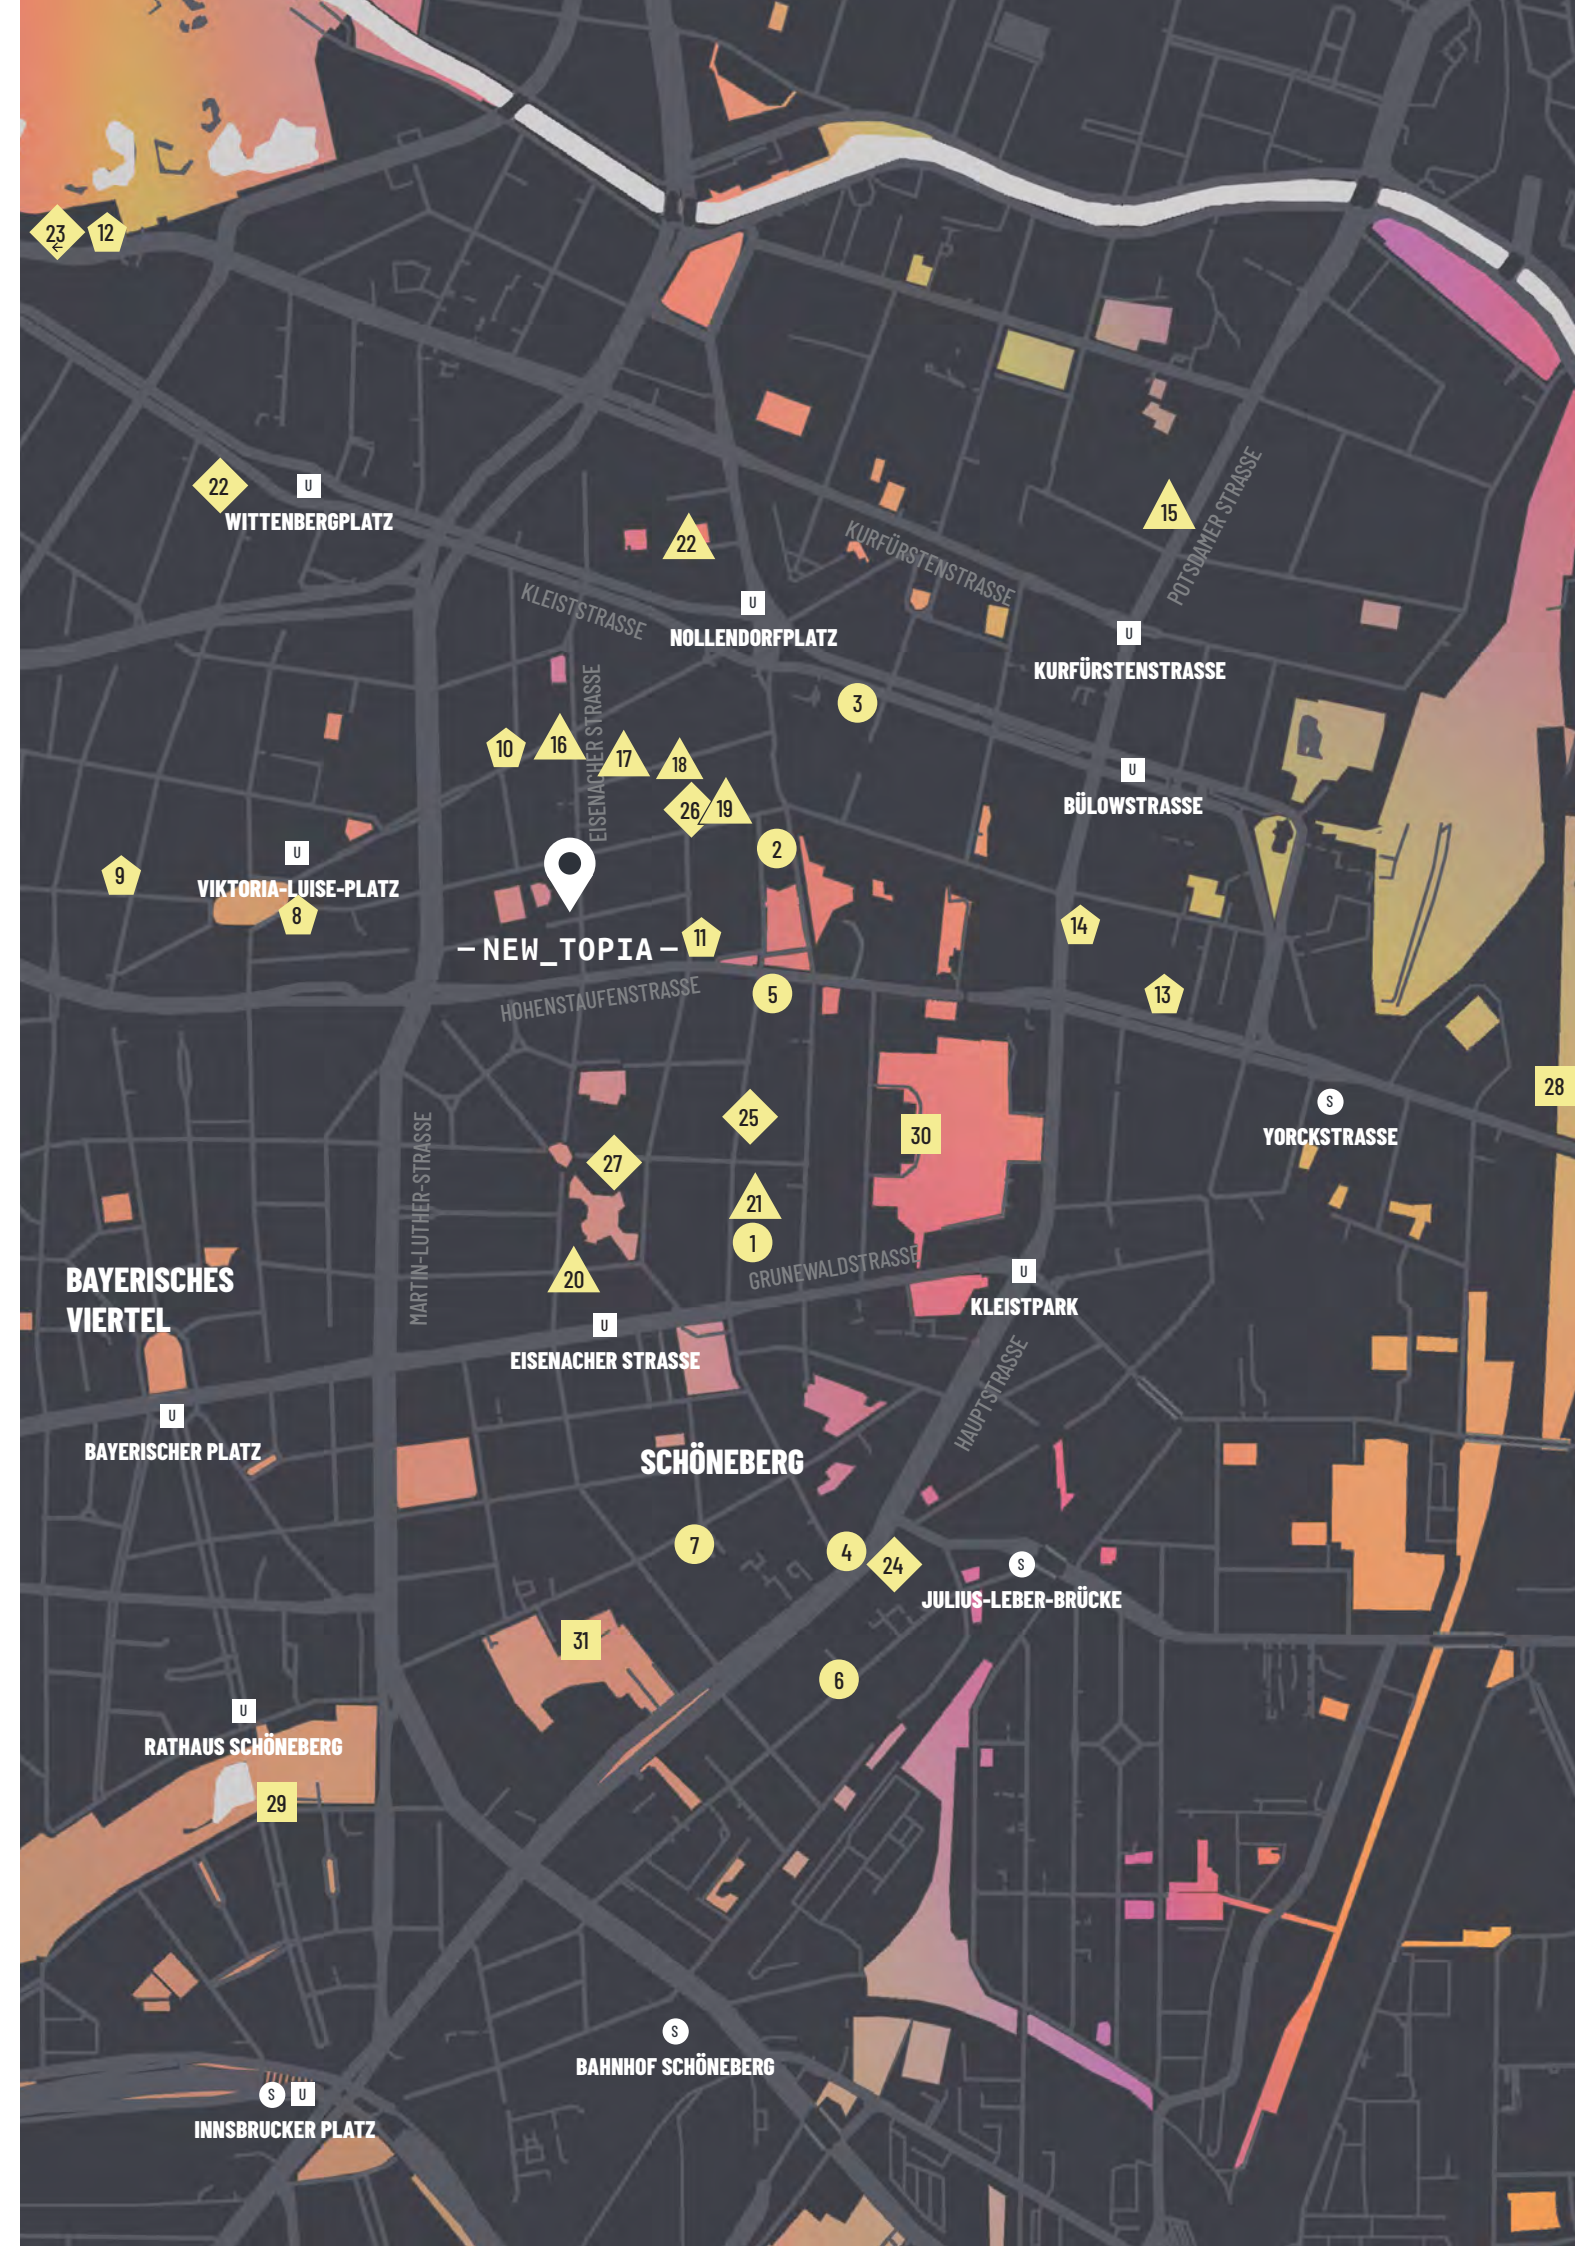 23
←
12
22
U
WITTENBERGPLATZ
15
22
KURFÜRSTENSTRASSE
POTSDAMER STRASSE
KLEISTSTRASSE
U
NOLLENDORFPLATZ
U
KURFÜRSTENSTRASSE
EISENACHER STRASSE
3
10
16
17
18
26
19
U
BÜLOWSTRASSE
2
U
VIKTORIA-LUISE-PLATZ
9
8
NEW_TOPIA
11
14
5
13
HOHENSTAUFENSTRASSE
28
S
YORCKSTRASSE
25
30
27
MARTIN-LUTHER-STRASSE
21
1
GRUNEWALDSTRASSE
20
BAYERISCHES
VIERTEL
U
KLEISTPARK
U
EISENACHER STRASSE
HAUPTSTRASSE
U
BAYERISCHER PLATZ
SCHÖNEBERG
7
4
24
S
JULIUS-LEBER-BRÜCKE
31
6
U
RATHAUS SCHÖNEBERG
29
S
BAHNHOF SCHÖNEBERG
S
U
INNSBRUCKER PLATZ